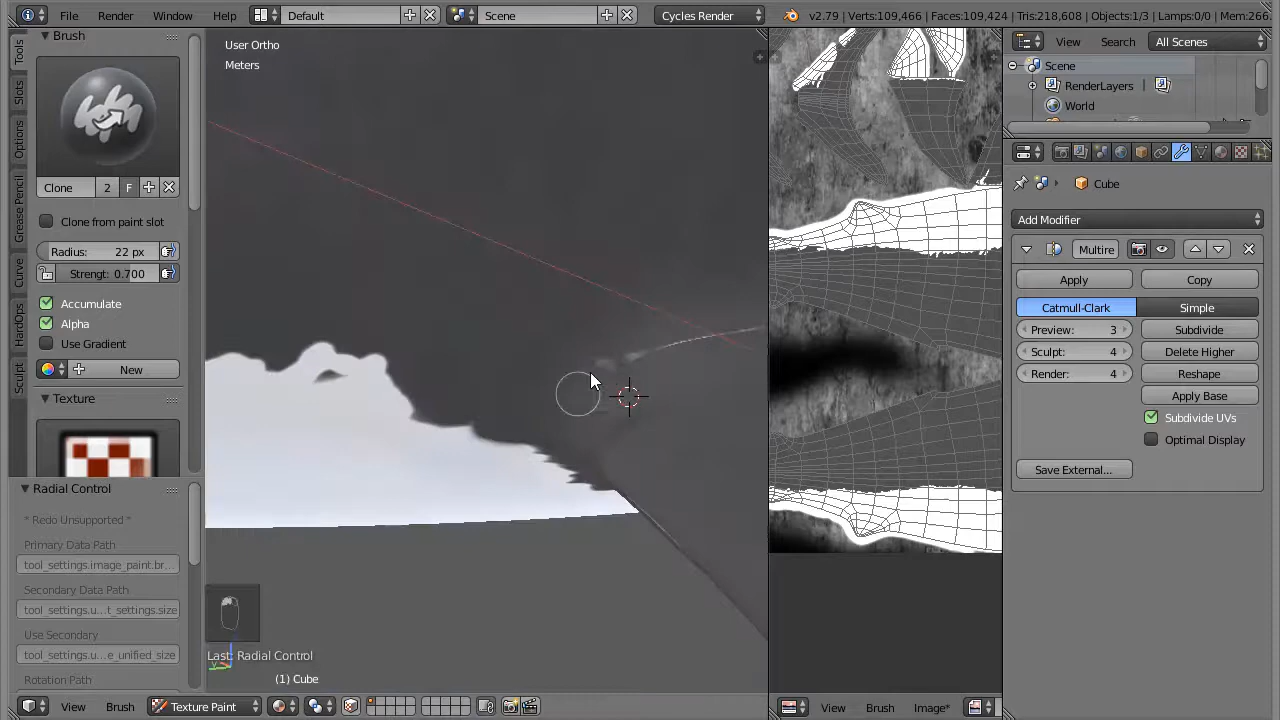 File Render Window Help Default Scene Cycles Render v2.79 | Verts:109,466 | Faces:109,424 | Tris:218,608 | Objects:1/3 | Lamps:0/0 | Mem:266.
Brush
Tools
Slots
Options
Grease Pencil
Curve
HardOps
Sculpt
Clone 2 F
Clone from paint slot
Radius: 22 px
Strengt: 0.700
Accumulate
Alpha
Use Gradient
New
Texture
Radial Control
* Redo Unsupported *
Primary Data Path
tool_settings.image_paint.br...
Secondary Data Path
tool_settings.u...t_settings.size
Use Secondary
tool_settings.u...e_unified_size
Rotation Path
User Ortho
Meters
Last: Radial Control
(1) Cube
View Brush Texture Paint
View Brush Image*
View Search All Scenes
Scene
RenderLayers
World
Cube
Add Modifier
Multire
Apply Copy
Catmull-Clark Simple
Preview: 3 Subdivide
Sculpt: 4 Delete Higher
Render: 4 Reshape
Apply Base
Subdivide UVs
Optimal Display
Save External...